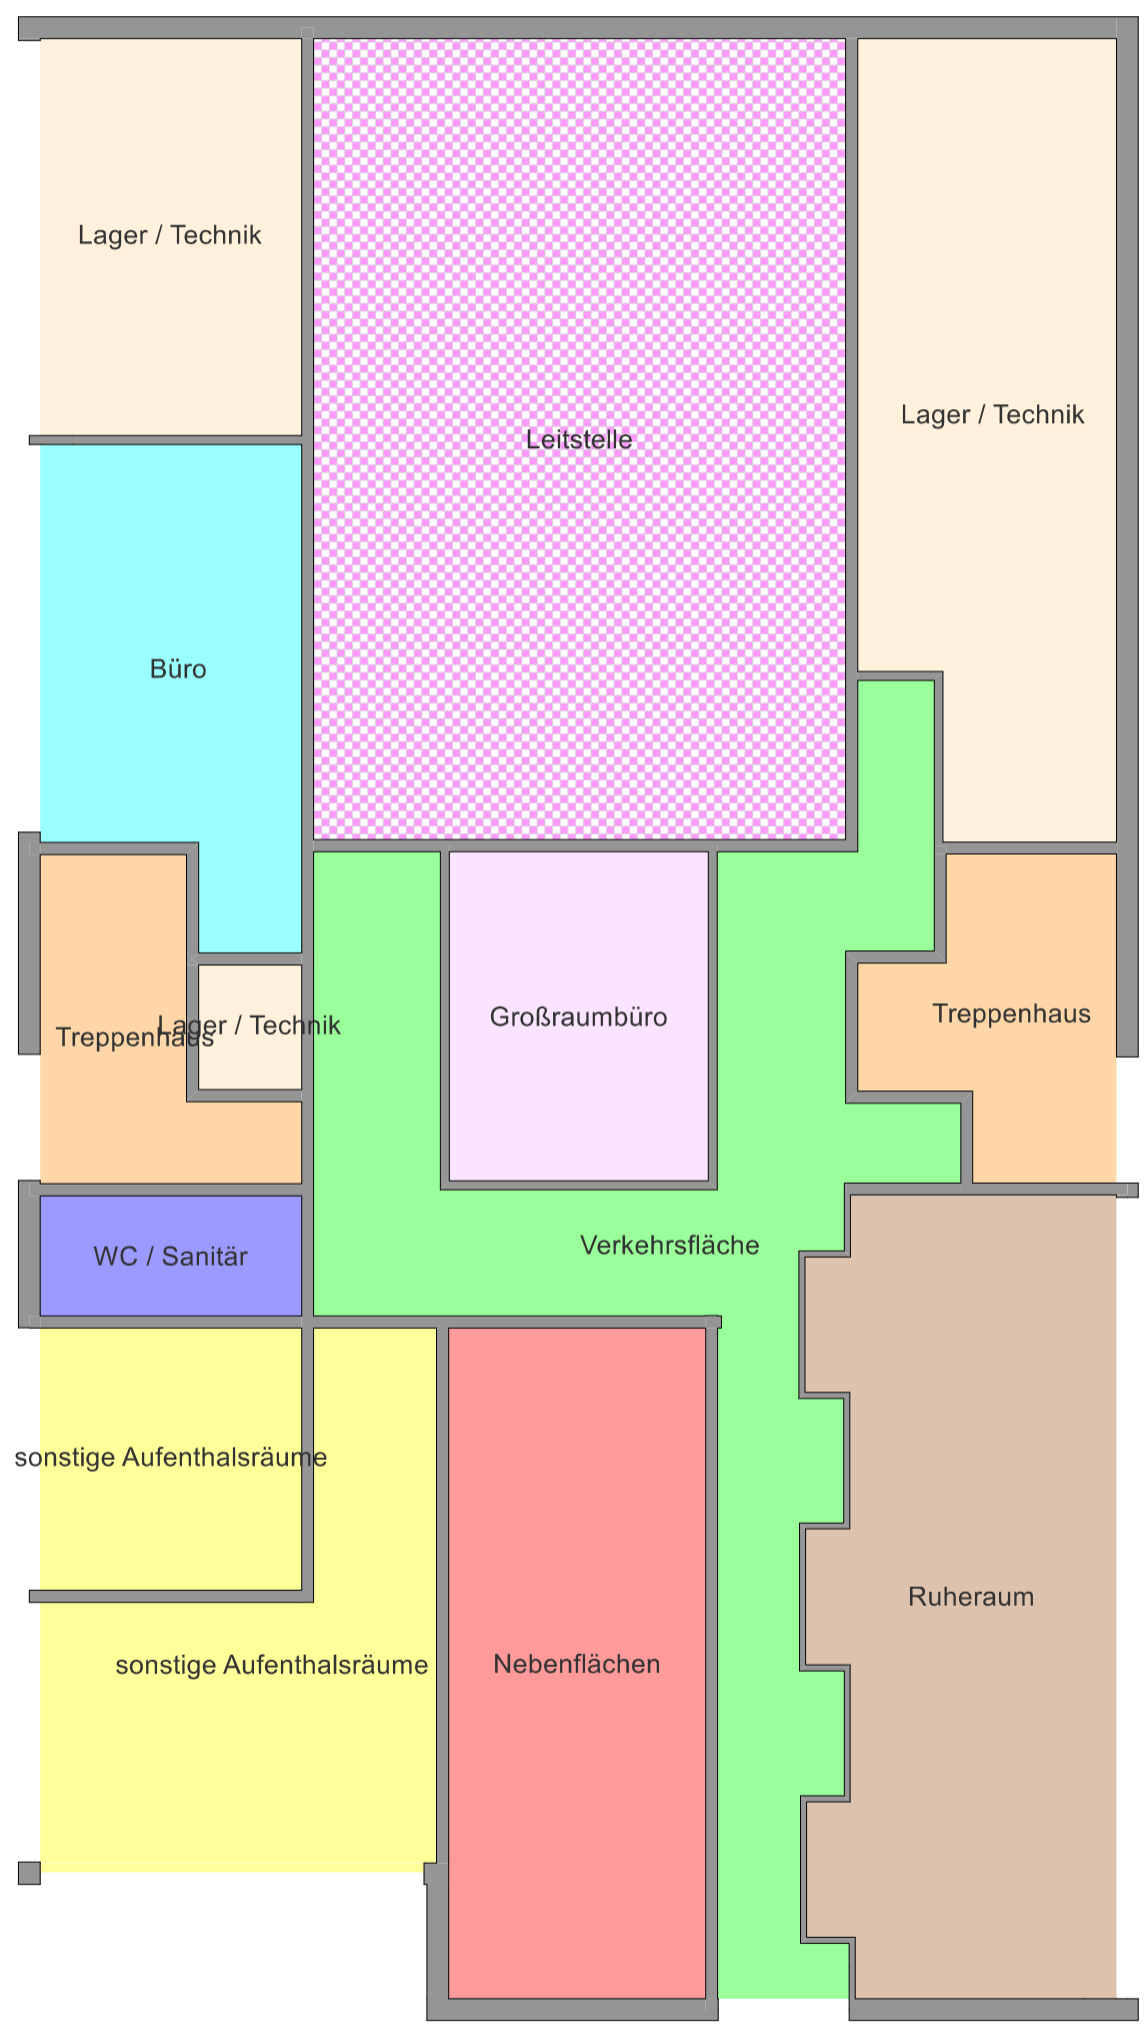 Lager / Technik
Lager / Technik
Leitstelle
Büro
Treppenhaus
Großraumbüro
Lager / Technik
Treppenhaus
Verkehrsfläche
WC / Sanitär
sonstige Aufenthalsräume
Ruheraum
sonstige Aufenthalsräume
Nebenflächen